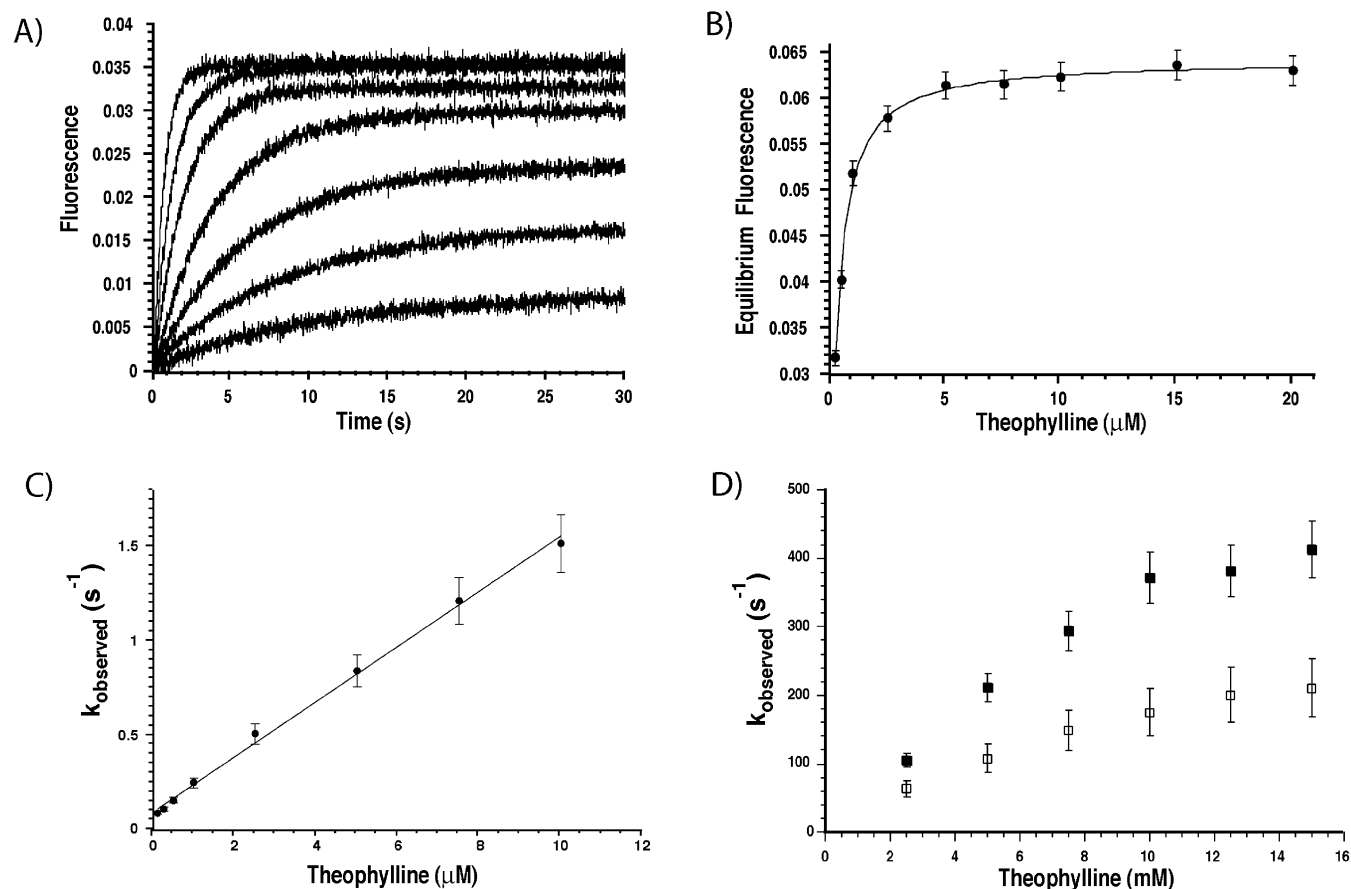 A)
0.04
0.035
0.03
0.025
0.02
0.015
0.01
0.005
0
Fluorescence
0 5 10 15 20 25 30
Time (s)
B)
0.065
0.06
0.055
0.05
0.045
0.04
0.035
0.03
Equilibrium Fluorescence
0 5 10 15 20
Theophylline (μM)
C)
1.5
1
0.5
0
kobserved (s-1)
0 2 4 6 8 10 12
Theophylline (μM)
D)
500
400
300
200
100
0
kobserved (s-1)
0 2 4 6 8 10 12 14 16
Theophylline (mM)